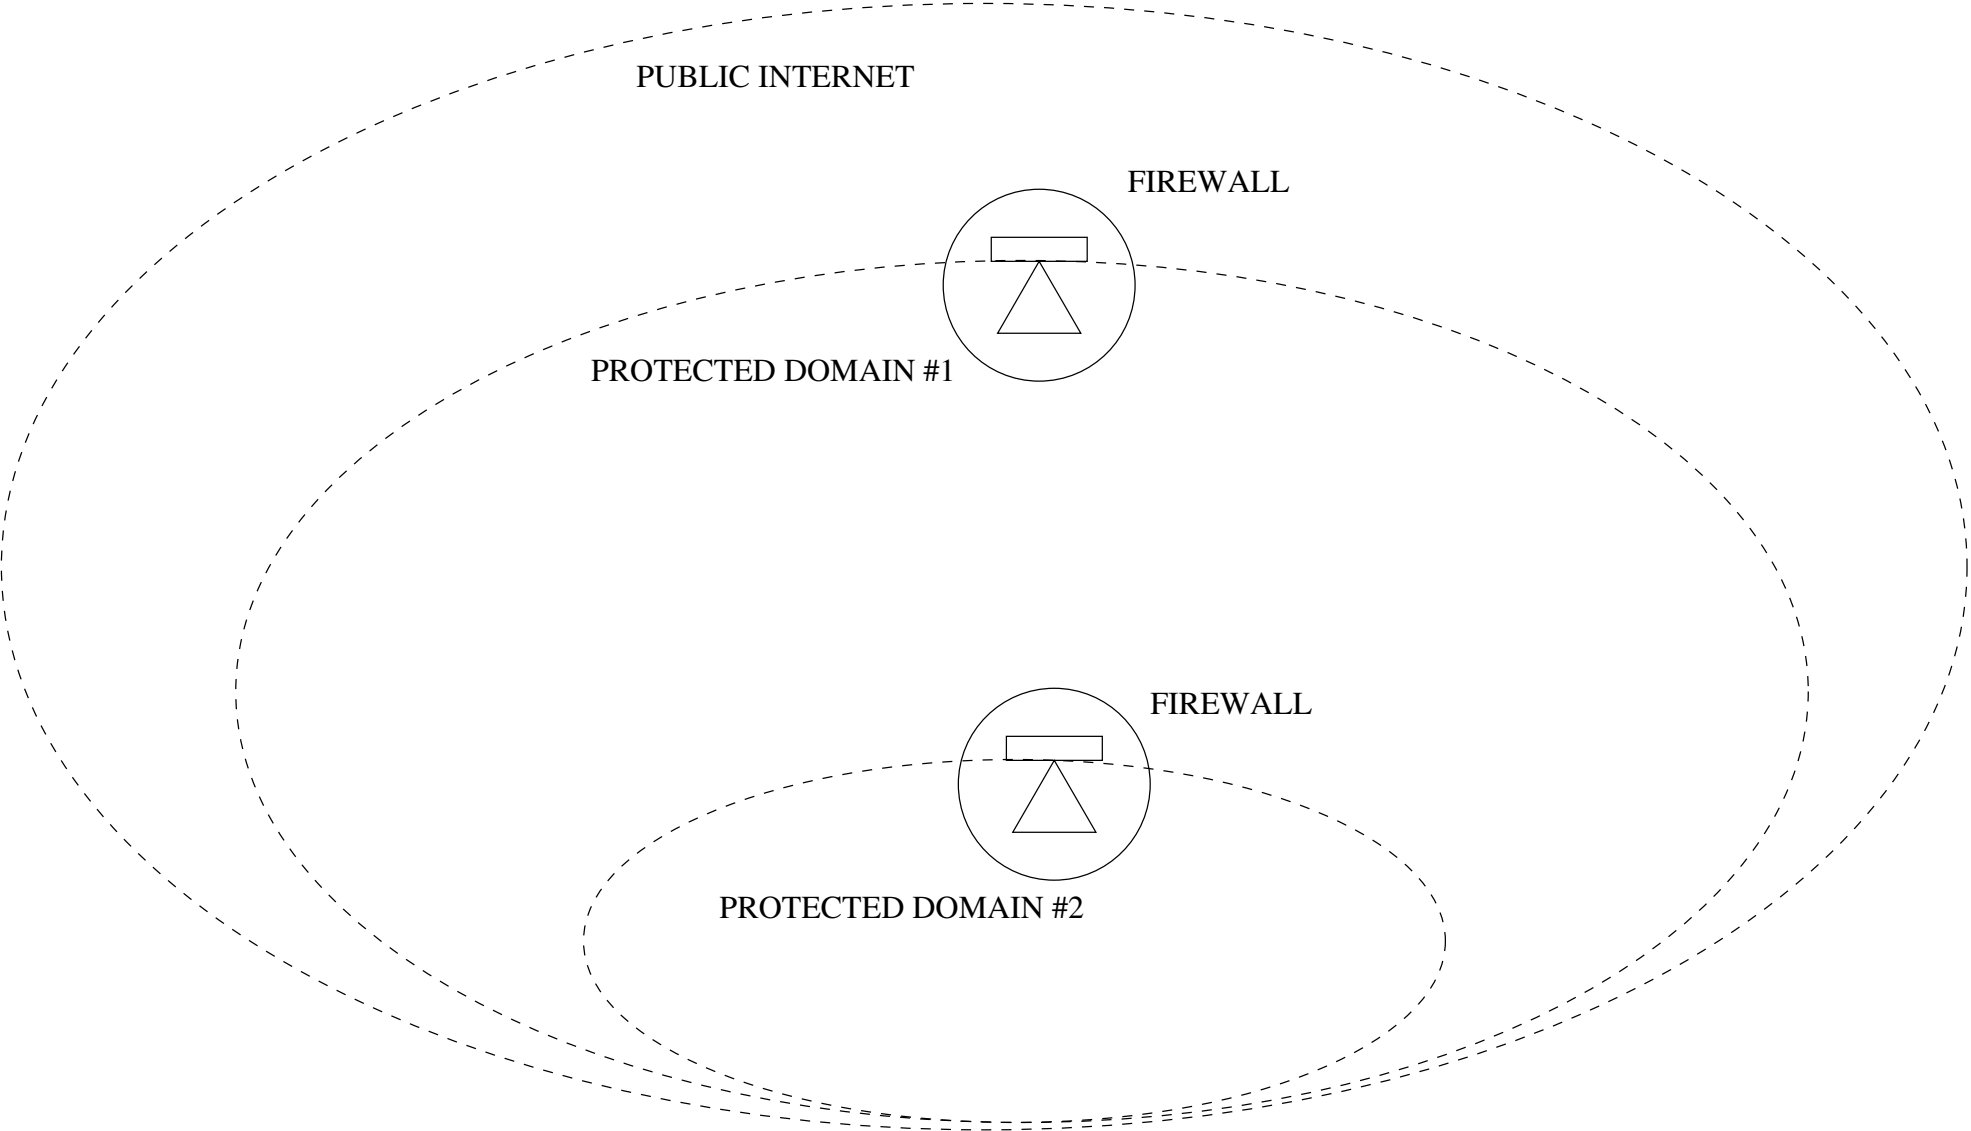 PUBLIC INTERNET
FIREWALL
PROTECTED DOMAIN #1
FIREWALL
PROTECTED DOMAIN #2